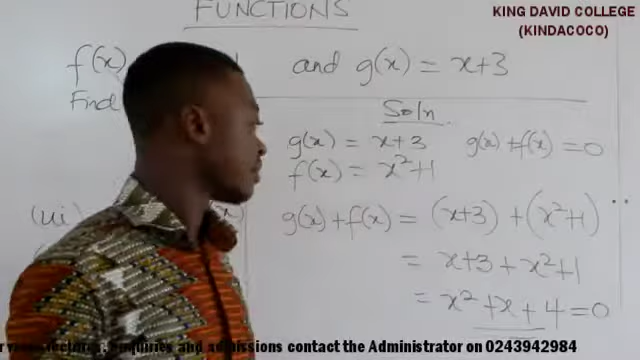 FUNCTIONS
KING DAVID COLLEGE
(KINDACOCO)
f(x) and g(x) = x+3
Find
Soln
g(x) = x+3 g(x)+f(x) = 0
f(x) = x²+1
(iii) (x) g(x)+f(x) = (x+3) + (x²+1)
= x+3+x²+1
= x²+x+4=0
and admissions contact the Administrator on 0243942984